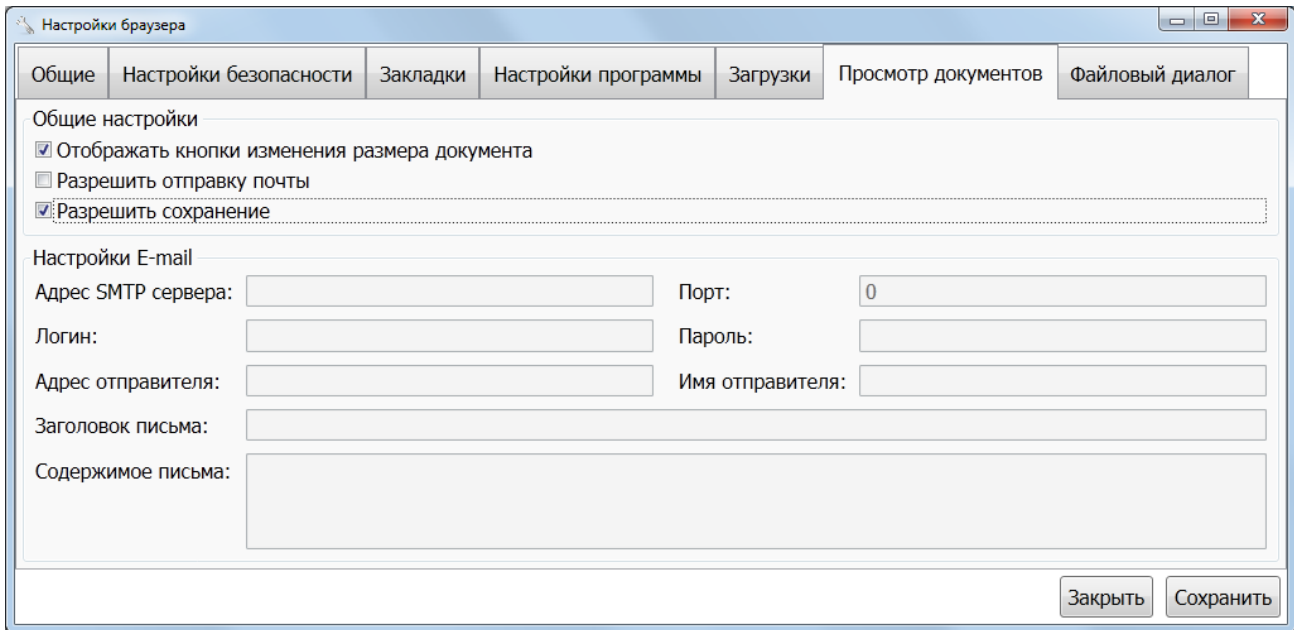 Настройки браузера
Общие Настройки безопасности Закладки Настройки программы Загрузки Просмотр документов Файловый диалог
Общие настройки
Отображать кнопки изменения размера документа
Разрешить отправку почты
Разрешить сохранение
Настройки E-mail
Адрес SMTP сервера: Порт: 0
Логин: Пароль:
Адрес отправителя: Имя отправителя:
Заголовок письма:
Содержимое письма:
Закрыть Сохранить